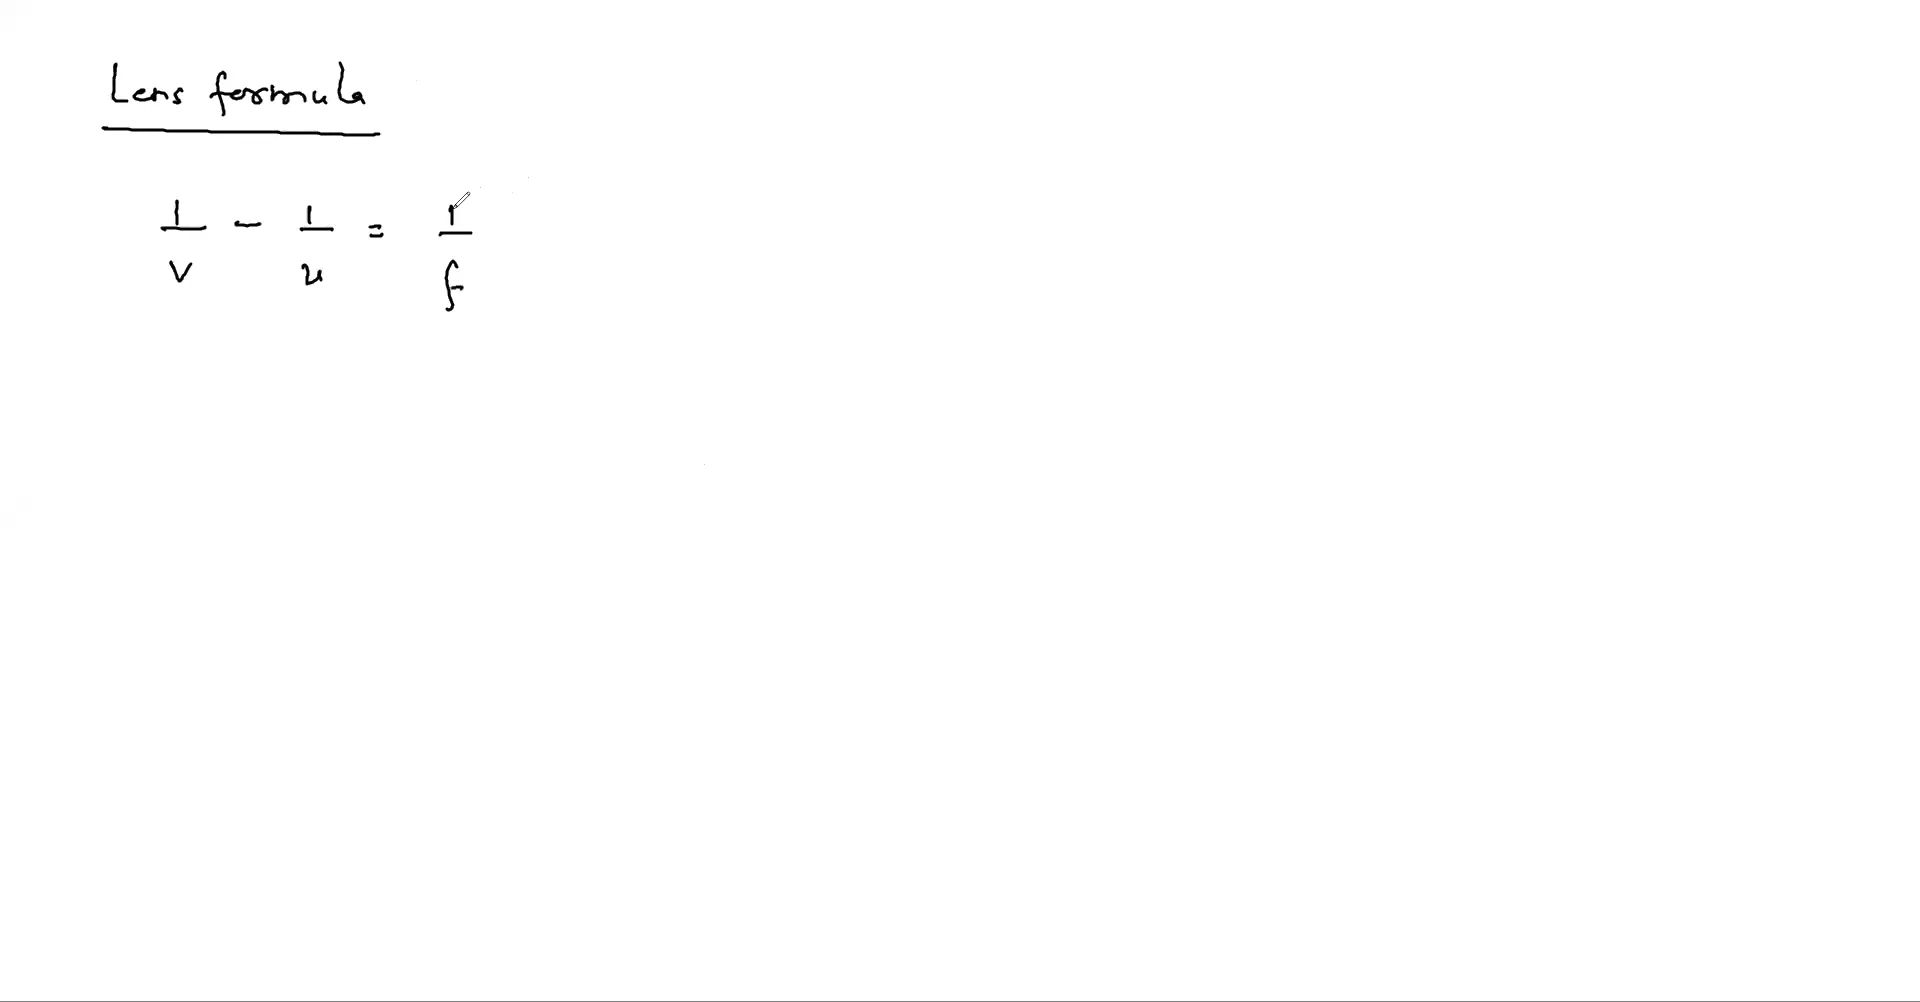 Lens formula
1/v - 1/u = 1/f